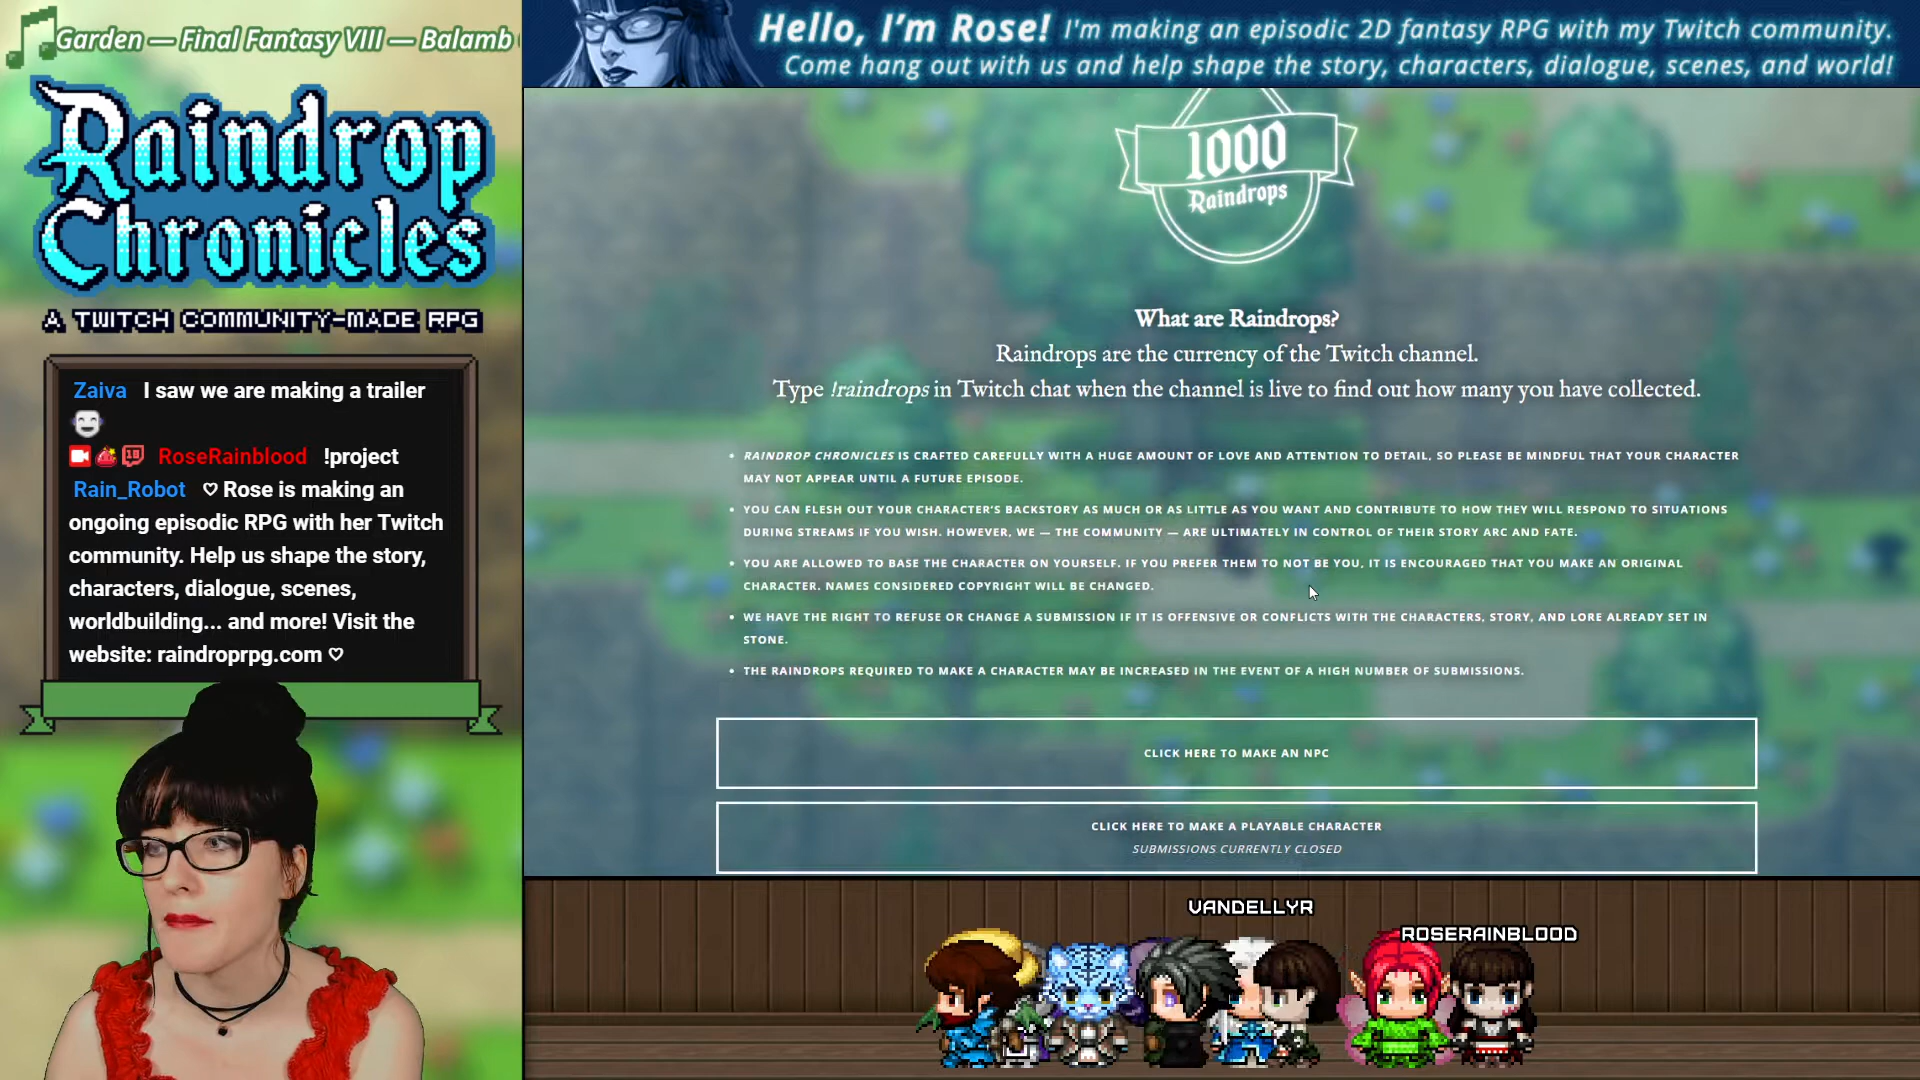 Garden — Final Fantasy VIII — Balamb
Raindrop
Chronicles
A TWITCH COMMUNITY-MADE RPG
Zaiva I saw we are making a trailer
RoseRainblood !project
Rain_Robot ♡ Rose is making an
ongoing episodic RPG with her Twitch
community. Help us shape the story,
characters, dialogue, scenes,
worldbuilding... and more! Visit the
website: raindroprpg.com ♡
Hello, I'm Rose! I'm making an episodic 2D fantasy RPG with my Twitch community.
Come hang out with us and help shape the story, characters, dialogue, scenes, and world!
1000
Raindrops
What are Raindrops?
Raindrops are the currency of the Twitch channel.
Type !raindrops in Twitch chat when the channel is live to find out how many you have collected.
• RAINDROP CHRONICLES IS CRAFTED CAREFULLY WITH A HUGE AMOUNT OF LOVE AND ATTENTION TO DETAIL, SO PLEASE BE MINDFUL THAT YOUR CHARACTER
MAY NOT APPEAR UNTIL A FUTURE EPISODE.
• YOU CAN FLESH OUT YOUR CHARACTER'S BACKSTORY AS MUCH OR AS LITTLE AS YOU WANT AND CONTRIBUTE TO HOW THEY WILL RESPOND TO SITUATIONS
DURING STREAMS IF YOU WISH. HOWEVER, WE — THE COMMUNITY — ARE ULTIMATELY IN CONTROL OF THEIR STORY ARC AND FATE.
• YOU ARE ALLOWED TO BASE THE CHARACTER ON YOURSELF. IF YOU PREFER THEM TO NOT BE YOU, IT IS ENCOURAGED THAT YOU MAKE AN ORIGINAL
CHARACTER. NAMES CONSIDERED COPYRIGHT WILL BE CHANGED.
• WE HAVE THE RIGHT TO REFUSE OR CHANGE A SUBMISSION IF IT IS OFFENSIVE OR CONFLICTS WITH THE CHARACTERS, STORY, AND LORE ALREADY SET IN
STONE.
• THE RAINDROPS REQUIRED TO MAKE A CHARACTER MAY BE INCREASED IN THE EVENT OF A HIGH NUMBER OF SUBMISSIONS.
CLICK HERE TO MAKE AN NPC
CLICK HERE TO MAKE A PLAYABLE CHARACTER
SUBMISSIONS CURRENTLY CLOSED
VANDELLYR
ROSERAINBLOOD